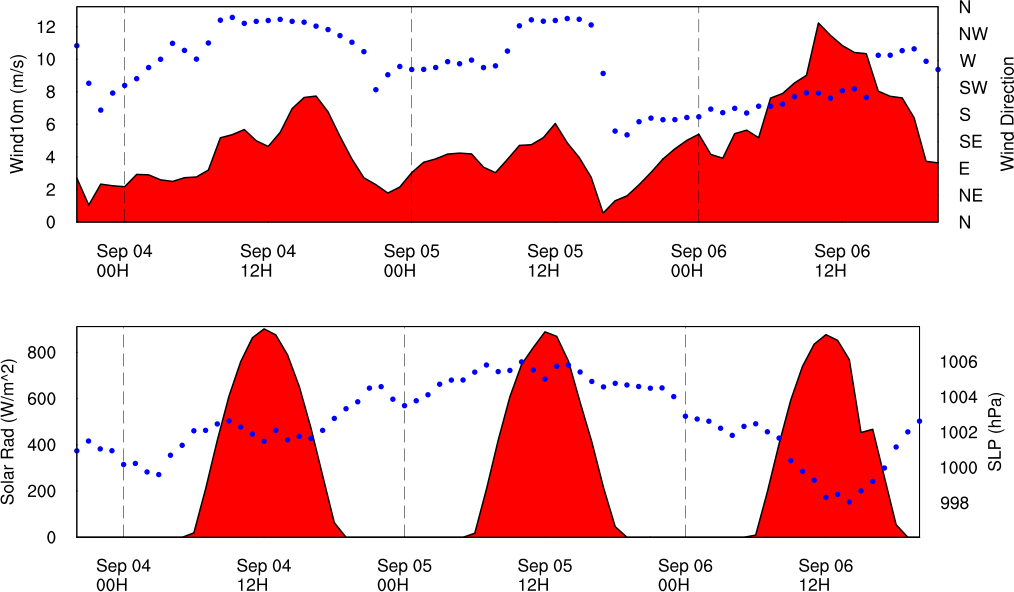 N
12
NW
10
W
8
SW
6
S
4
SE
E
2
NE
0
N
Wind10m (m/s)
Wind Direction
Sep 04 Sep 04 Sep 05 Sep 05 Sep 06 Sep 06
00H 12H 00H 12H 00H 12H
800
1006
600
1004
400
1002
1000
200
998
0
Solar Rad (W/m^2)
SLP (hPa)
Sep 04 Sep 04 Sep 05 Sep 05 Sep 06 Sep 06
00H 12H 00H 12H 00H 12H